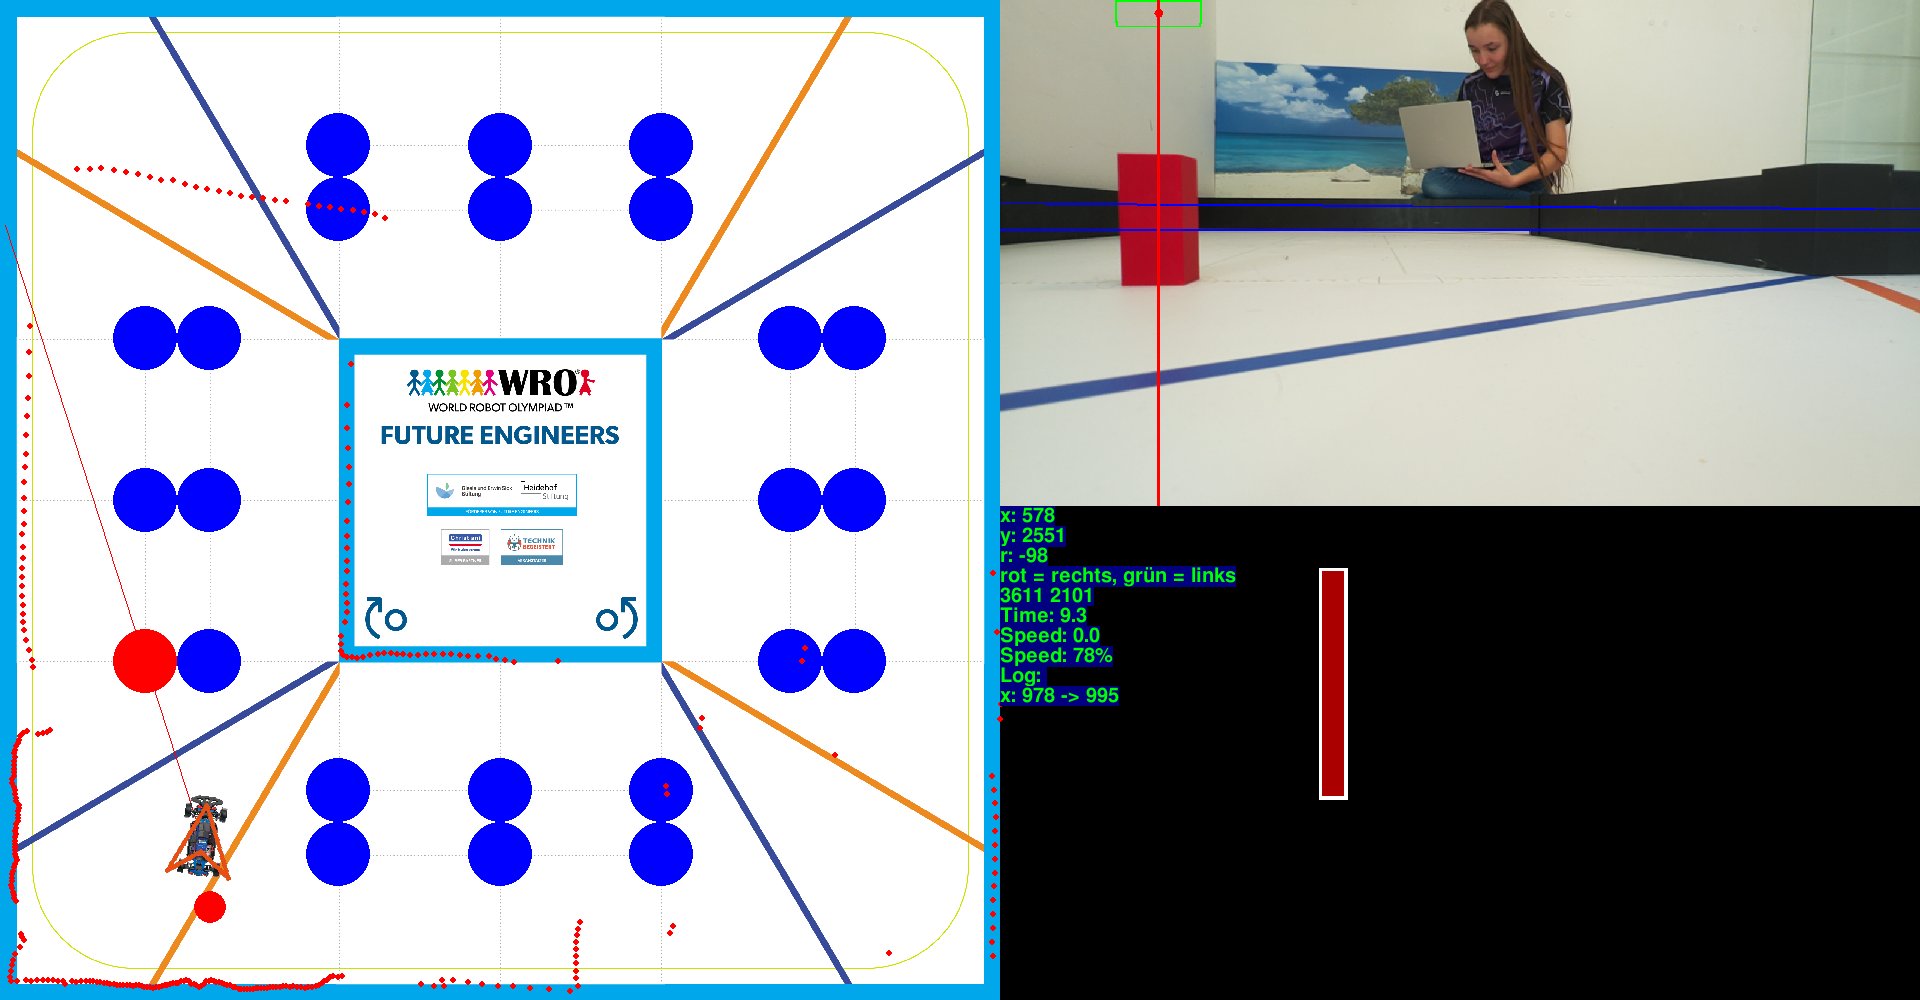 WRO
WORLD ROBOT OLYMPIAD™
FUTURE ENGINEERS
Heidehof
Stiftung
Christiani
TECHNIK
BEGEISTERT
x: 578
y: 2551
r: -98
rot = rechts, grün = links
3611 2101
Time: 9.3
Speed: 0.0
Speed: 78%
Log:
x: 978 -> 995